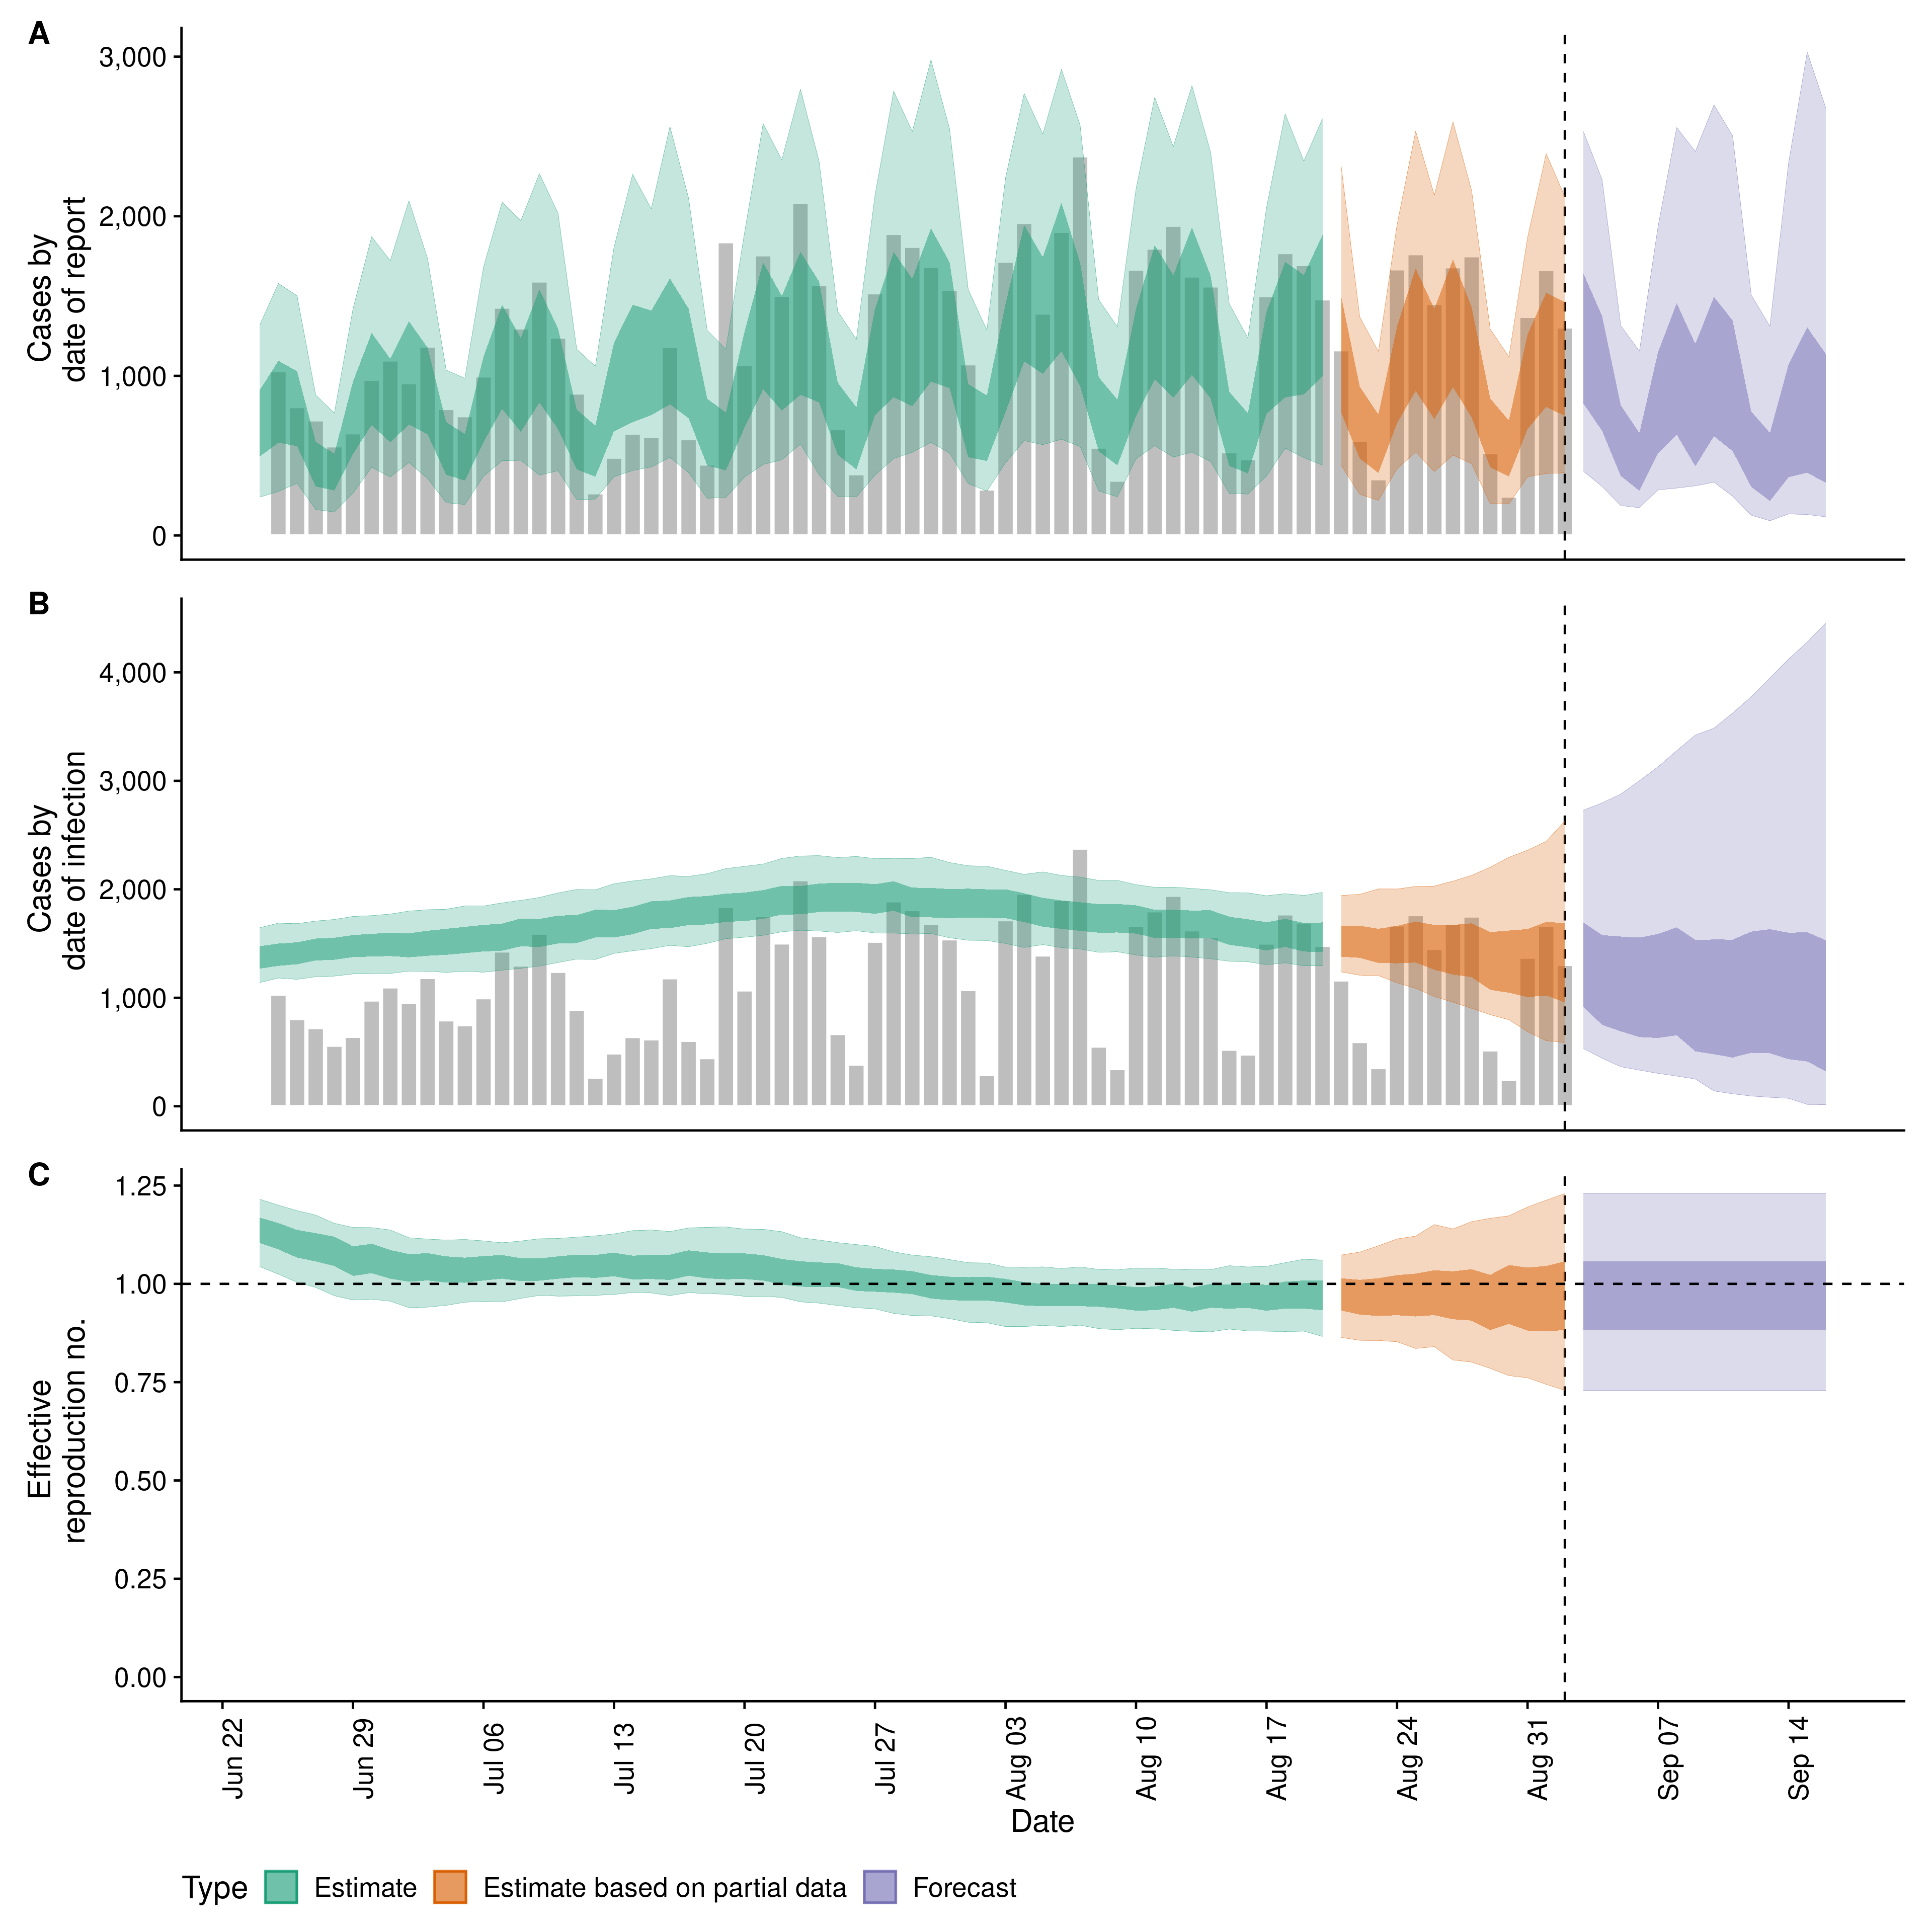 A
Cases by
date of report
3,000
2,000
1,000
0
B
Cases by
date of infection
4,000
3,000
2,000
1,000
0
C
Effective
reproduction no.
1.25
1.00
0.75
0.50
0.25
0.00
Jun 22
Jun 29
Jul 06
Jul 13
Jul 20
Jul 27
Aug 03
Aug 10
Aug 17
Aug 24
Aug 31
Sep 07
Sep 14
Date
Type Estimate Estimate based on partial data Forecast